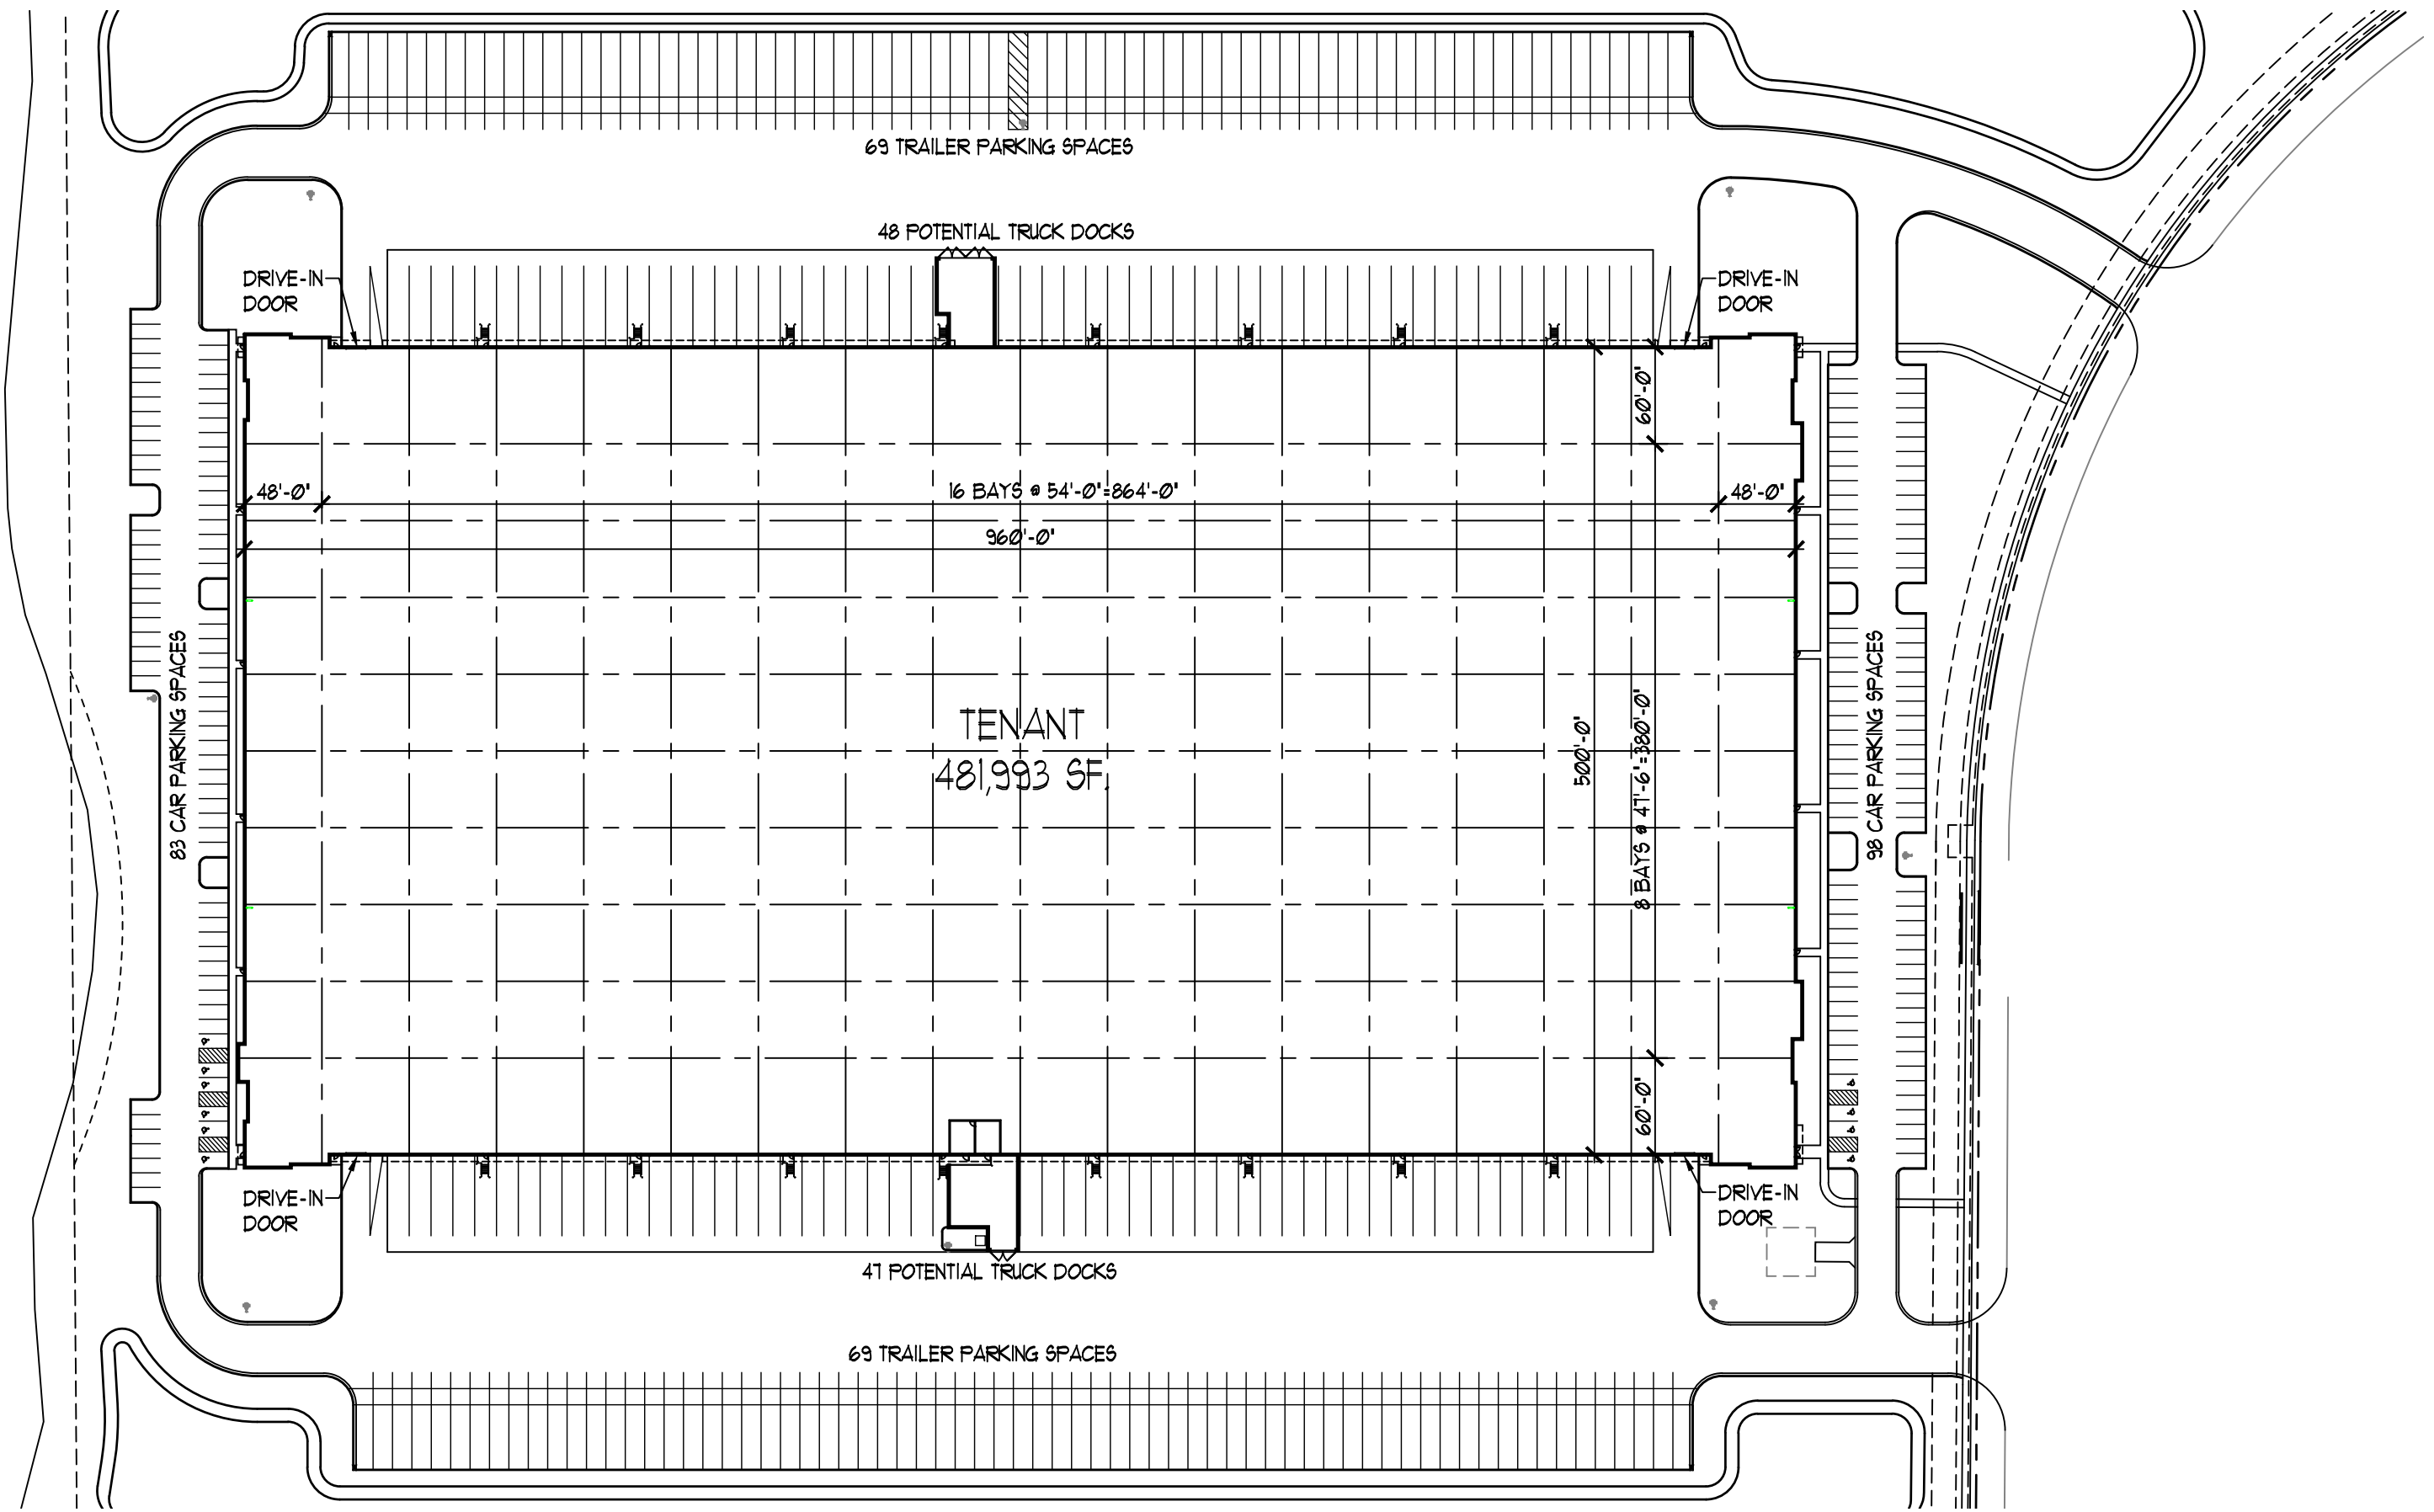 69 TRAILER PARKING SPACES
48 POTENTIAL TRUCK DOCKS
DRIVE-IN
DOOR
DRIVE-IN
DOOR
60'-0"
48'-0"
16 BAYS @ 54'-0"=864'-0"
48'-0"
960'-0"
83 CAR PARKING SPACES
TENANT
481,993 SF.
500'-0"
8 BAYS @ 47'-6"=380'-0"
98 CAR PARKING SPACES
60'-0"
DRIVE-IN
DOOR
DRIVE-IN
DOOR
47 POTENTIAL TRUCK DOCKS
69 TRAILER PARKING SPACES